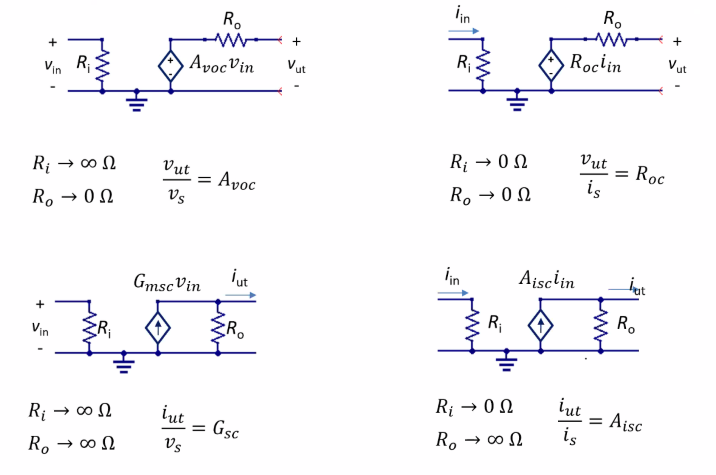 R_o
+ v_in - R_i + - A_voc v_in + v_ut -
R_i → ∞ Ω
R_o → 0 Ω
v_ut / v_s = A_voc
i_in R_o
R_i + - R_oc i_in + v_ut -
R_i → 0 Ω
R_o → 0 Ω
v_ut / i_s = R_oc
G_msc v_in i_ut
+ v_in - R_i R_o
R_i → ∞ Ω
R_o → ∞ Ω
i_ut / v_s = G_sc
i_in A_isc i_in i_ut
R_i R_o
R_i → 0 Ω
R_o → ∞ Ω
i_ut / i_s = A_isc